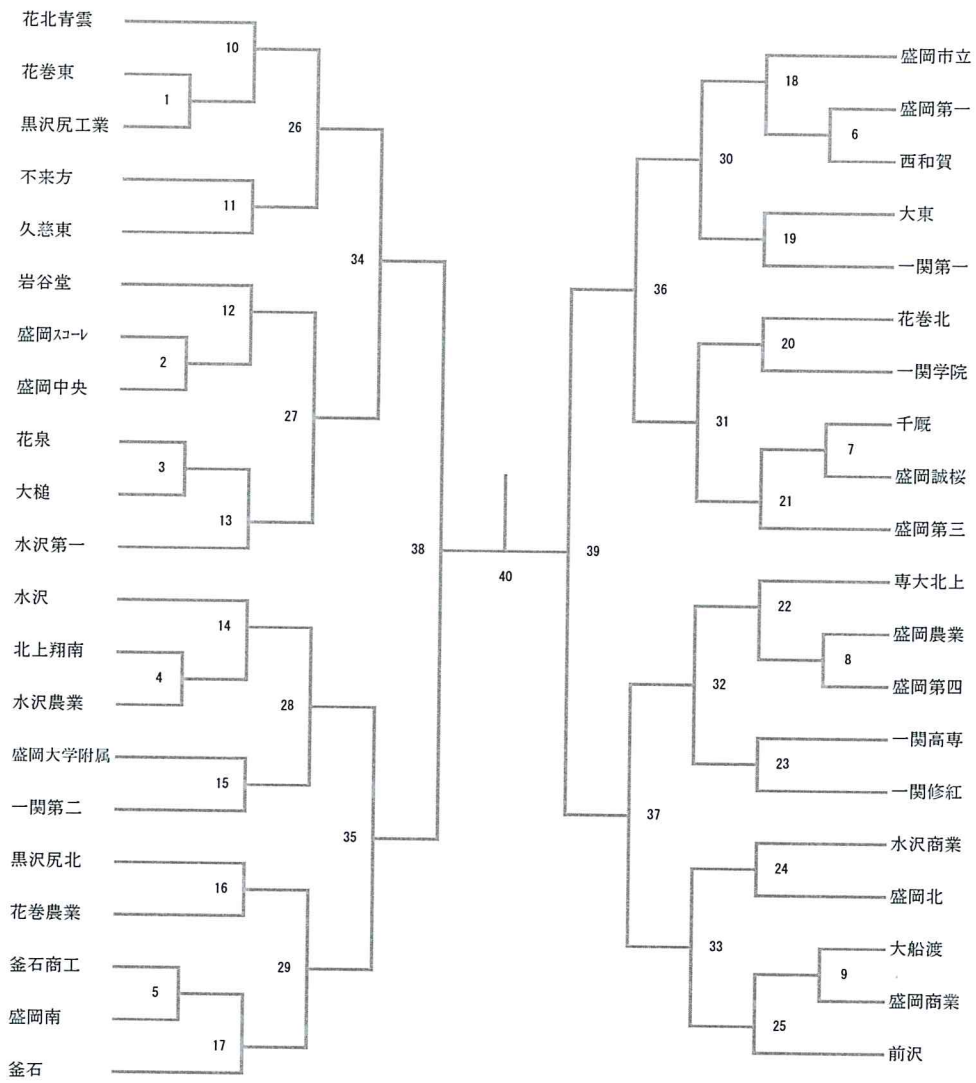 花北青雲
花巻東
黒沢尻工業
不来方
久慈東
岩谷堂
盛岡スコーレ
盛岡中央
花泉
大槌
水沢第一
水沢
北上翔南
水沢農業
盛岡大学附属
一関第二
黒沢尻北
花巻農業
釜石商工
盛岡南
釜石
10
1
26
11
34
12
2
27
3
13
38
14
4
28
15
35
16
29
5
17
40
18
6
30
19
36
20
31
7
21
39
22
8
32
23
37
24
33
9
25
盛岡市立
盛岡第一
西和賀
大東
一関第一
花巻北
一関学院
千厩
盛岡誠桜
盛岡第三
専大北上
盛岡農業
盛岡第四
一関高専
一関修紅
水沢商業
盛岡北
大船渡
盛岡商業
前沢